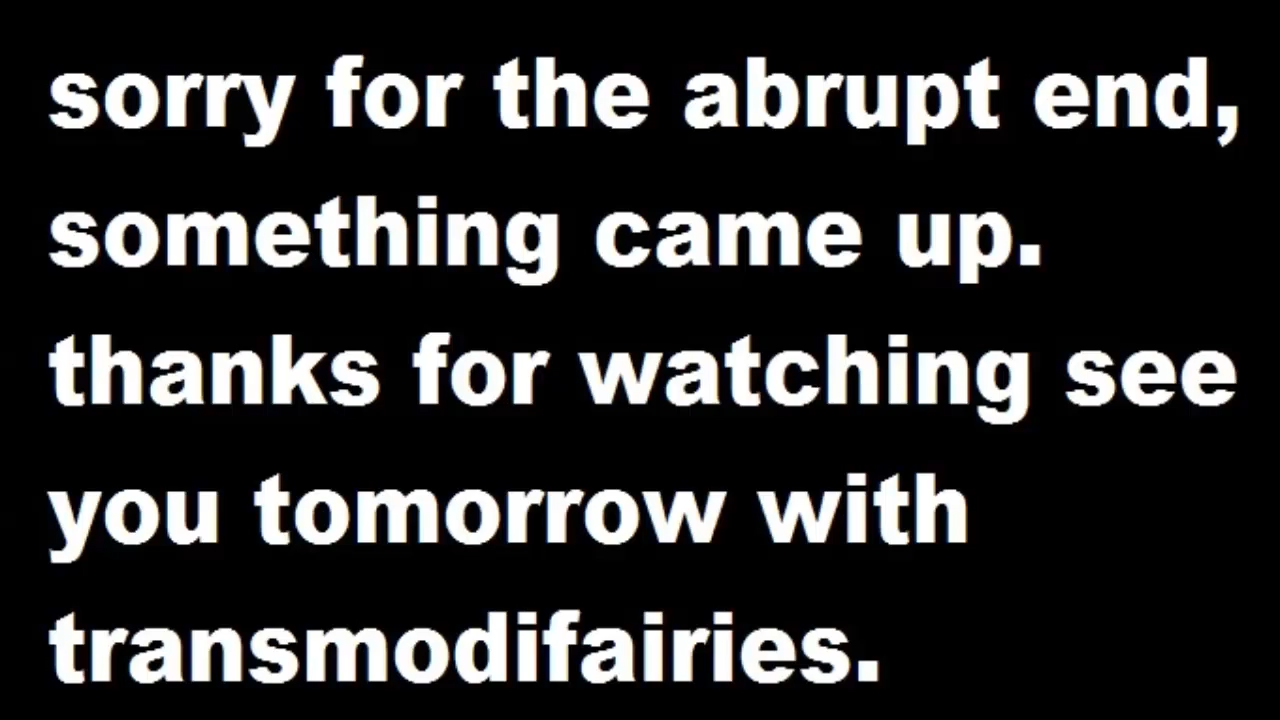 sorry for the abrupt end,
something came up.
thanks for watching see
you tomorrow with
transmodifairies.